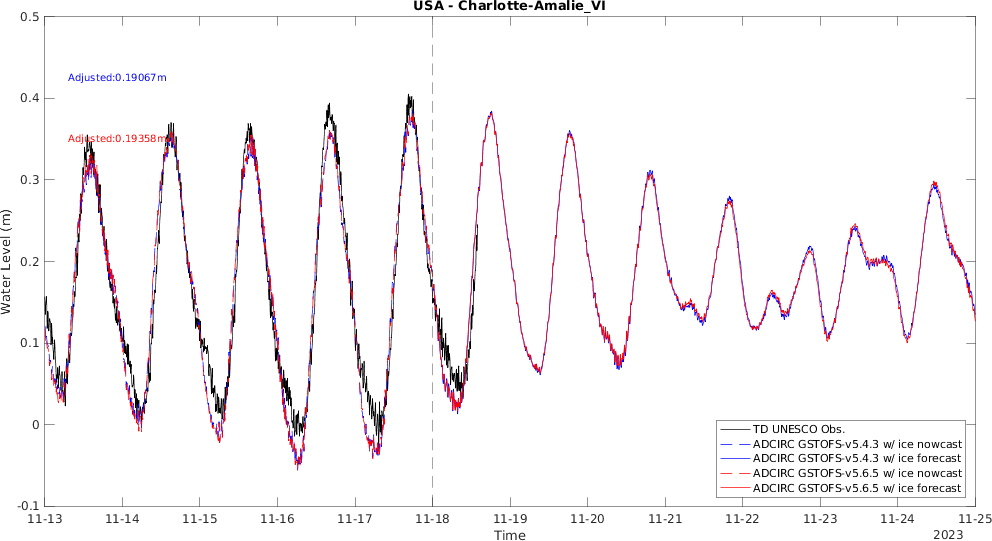 USA - Charlotte-Amalie_VI
0.5
0.4
0.3
0.2
0.1
0
-0.1
Water Level (m)
Adjusted:0.19067m
Adjusted:0.19358m
TD UNESCO Obs.
ADCIRC GSTOFS-v5.4.3 w/ ice nowcast
ADCIRC GSTOFS-v5.4.3 w/ ice forecast
ADCIRC GSTOFS-v5.6.5 w/ ice nowcast
ADCIRC GSTOFS-v5.6.5 w/ ice forecast
11-13 11-14 11-15 11-16 11-17 11-18 11-19 11-20 11-21 11-22 11-23 11-24 11-25
Time
2023